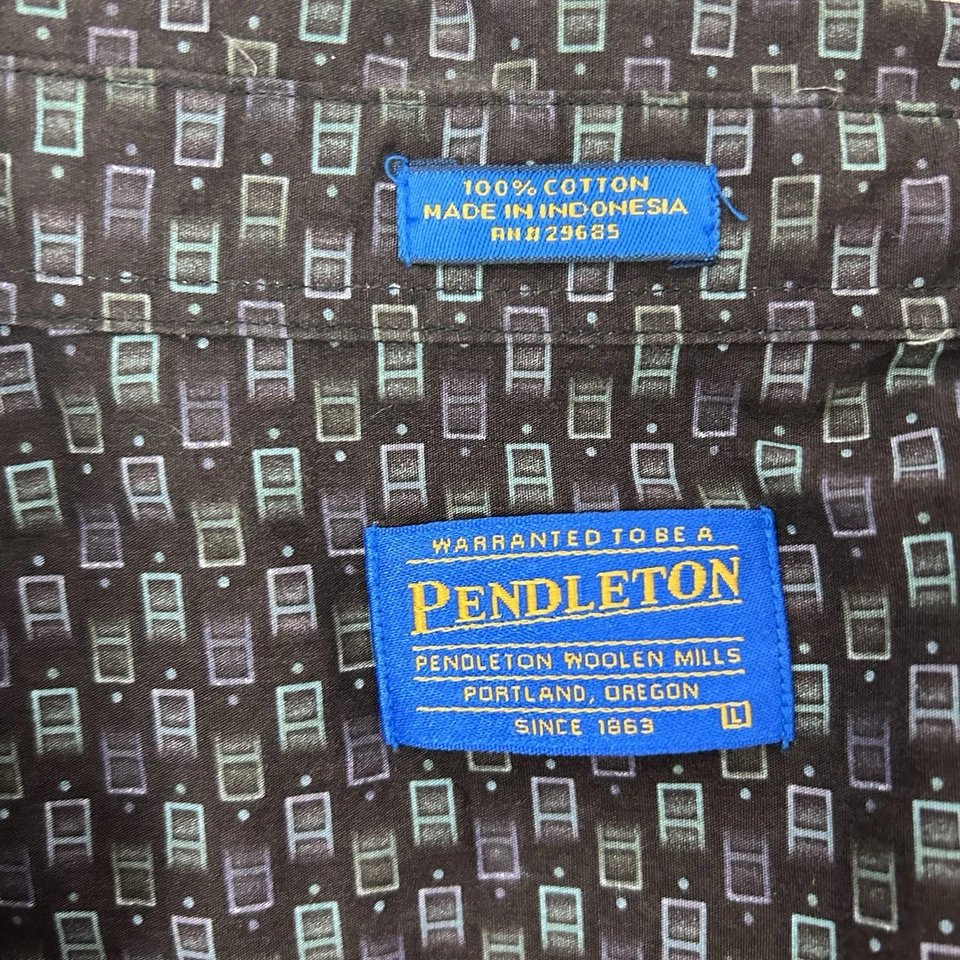 100% COTTON
MADE IN INDONESIA
RN# 29685
WARRANTED TO BE A
PENDLETON
PENDLETON WOOLEN MILLS
PORTLAND, OREGON
SINCE 1863
L